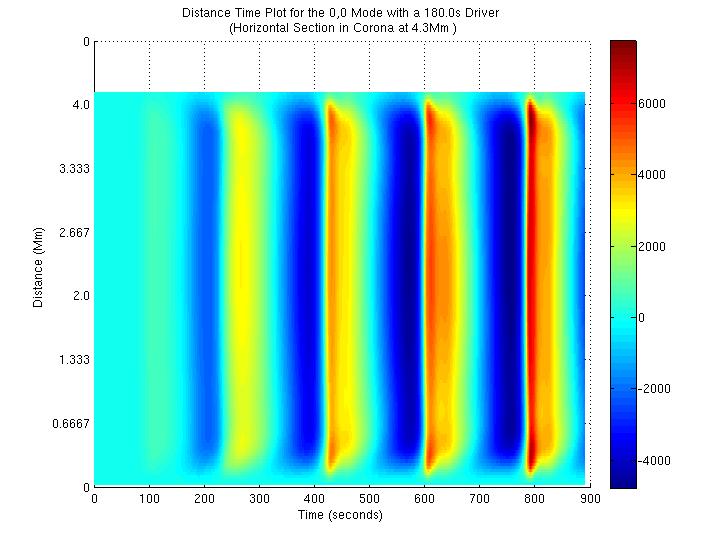 Distance Time Plot for the 0,0 Mode with a 180.0s Driver
(Horizontal Section in Corona at 4.3Mm )
0
4.0
3.333
2.667
2.0
1.333
0.6667
0
Distance (Mm)
0 100 200 300 400 500 600 700 800 900
Time (seconds)
6000
4000
2000
0
-2000
-4000